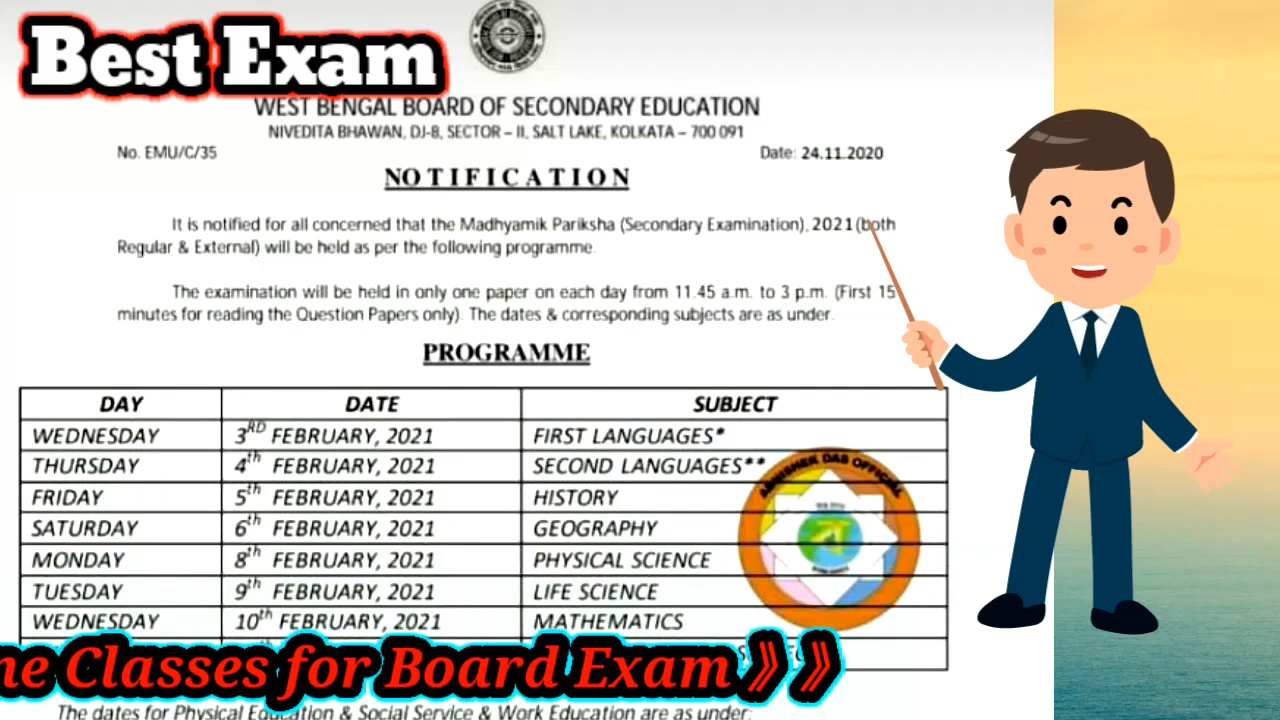 Best Exam
WEST BENGAL BOARD OF SECONDARY EDUCATION
NIVEDITA BHAWAN, DJ-8, SECTOR – II, SALT LAKE, KOLKATA – 700 091
No. EMU/C/35 Date: 24.11.2020
NOTIFICATION
It is notified for all concerned that the Madhyamik Pariksha (Secondary Examination), 2021 (both
Regular & External) will be held as per the following programme.
The examination will be held in only one paper on each day from 11.45 a.m. to 3 p.m. (First 15
minutes for reading the Question Papers only). The dates & corresponding subjects are as under.
PROGRAMME
DAY DATE SUBJECT
WEDNESDAY 3RD FEBRUARY, 2021 FIRST LANGUAGES*
THURSDAY 4th FEBRUARY, 2021 SECOND LANGUAGES**
FRIDAY 5th FEBRUARY, 2021 HISTORY
SATURDAY 6th FEBRUARY, 2021 GEOGRAPHY
MONDAY 8th FEBRUARY, 2021 PHYSICAL SCIENCE
TUESDAY 9th FEBRUARY, 2021 LIFE SCIENCE
WEDNESDAY 10th FEBRUARY, 2021 MATHEMATICS
ABHISHEK DAS OFFICIAL
ne Classes for Board Exam》》
The dates for Physical Education & Social Service & Work Education are as under: